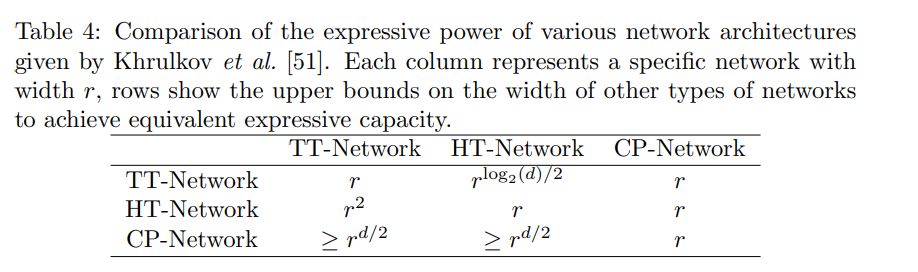 Table 4: Comparison of the expressive power of various network architectures
given by Khrulkov et al. [51]. Each column represents a specific network with
width r, rows show the upper bounds on the width of other types of networks
to achieve equivalent expressive capacity.
TT-Network HT-Network CP-Network
TT-Network r r^{log_2(d)/2} r
HT-Network r^2 r r
CP-Network ≥ r^{d/2} ≥ r^{d/2} r